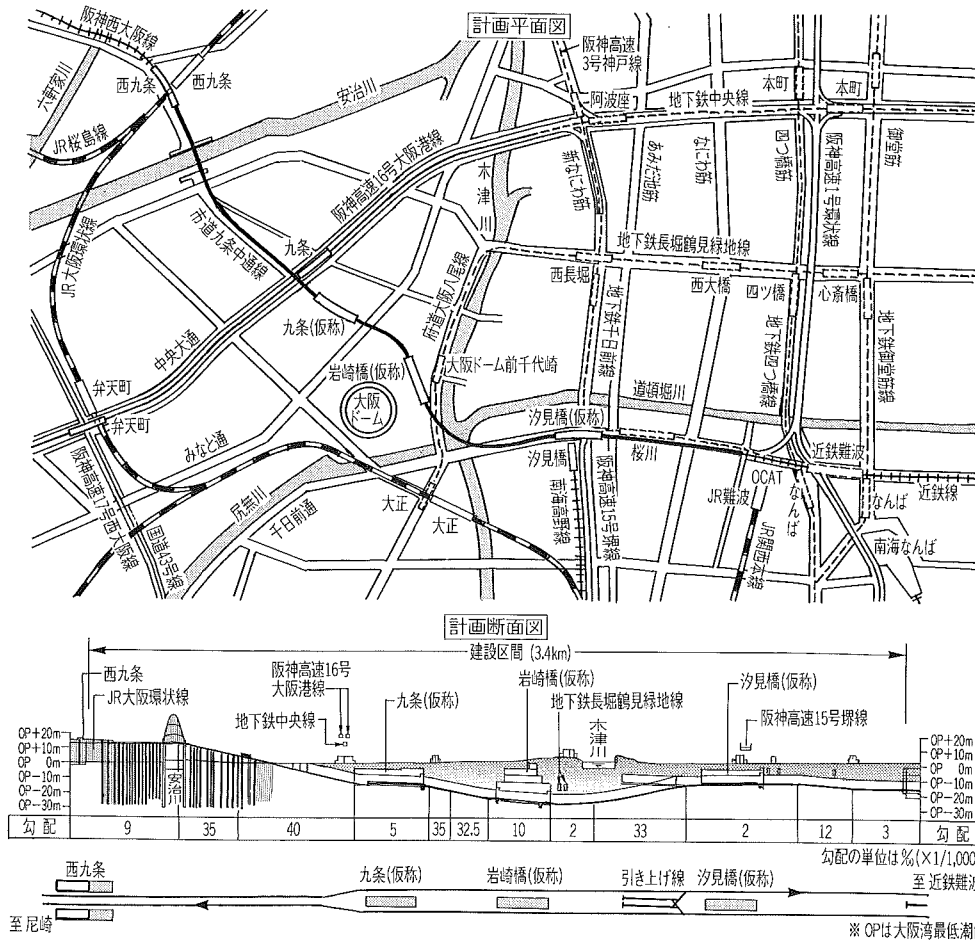 計画平面図
阪神西大阪線
六軒家川
西九条
西九条
安治川
JR桜島線
JR大阪環状線
市道九条中通線
阪神高速16号大阪港線
九条
九条(仮称)
中央大通
弁天町
弁天町
みなと通
阪神高速17号西大阪線
国道43号線
尻無川
千日前通
大正
大正
岩崎橋(仮称)
大阪
ドーム
大阪ドーム前千代崎
府道大阪八尾線
木津川
阪神高速
3号神戸線
阿波座
地下鉄中央線
本町
本町
新なにわ筋
あみだ池筋
なにわ筋
四つ橋筋
阪神高速1号環状線
御堂筋
地下鉄長堀鶴見緑地線
西長堀
西大橋
四ツ橋
心斎橋
地下鉄千日前線
地下鉄四つ橋線
地下鉄御堂筋線
道頓堀川
汐見橋(仮称)
汐見橋
桜川
南海高野線
阪神高速15号堺線
JR難波
OCAT
JR関西本線
なんば
近鉄難波
近鉄線
なんば
南海なんば
計画断面図
建設区間 (3.4km)
西九条
JR大阪環状線
阪神高速16号
大阪港線
地下鉄中央線
九条(仮称)
岩崎橋(仮称)
地下鉄長堀鶴見緑地線
木津川
汐見橋(仮称)
阪神高速15号堺線
安治川
OP+20m
OP+10m
OP 0m
OP-10m
OP-20m
OP-30m
OP+20m
OP+10m
OP 0m
OP-10m
OP-20m
OP-30m
勾配 9 35 40 5 35 32.5 10 2 33 2 12 3 勾配
勾配の単位は‰(×1/1,000
西九条
九条(仮称)
岩崎橋(仮称)
引き上げ線
汐見橋(仮称)
至 近鉄難波
至 尼崎
※ OPは大阪湾最低潮